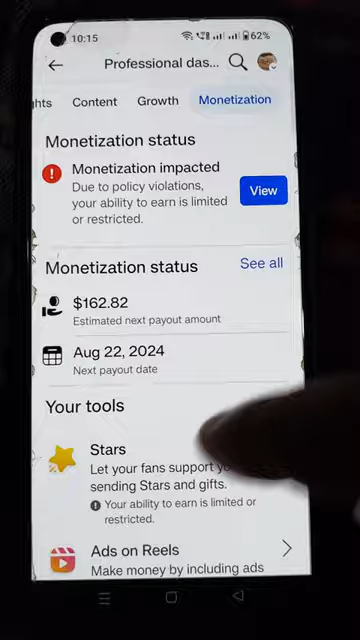 10:15
62%
Professional das...
hts Content Growth Monetization
Monetization status
Monetization impacted
Due to policy violations,
your ability to earn is limited
or restricted.
View
Monetization status See all
$162.82
Estimated next payout amount
Aug 22, 2024
Next payout date
Your tools
Stars
Let your fans support
sending Stars and gifts.
Your ability to earn is limited or
restricted.
Ads on Reels
Make money by including ads